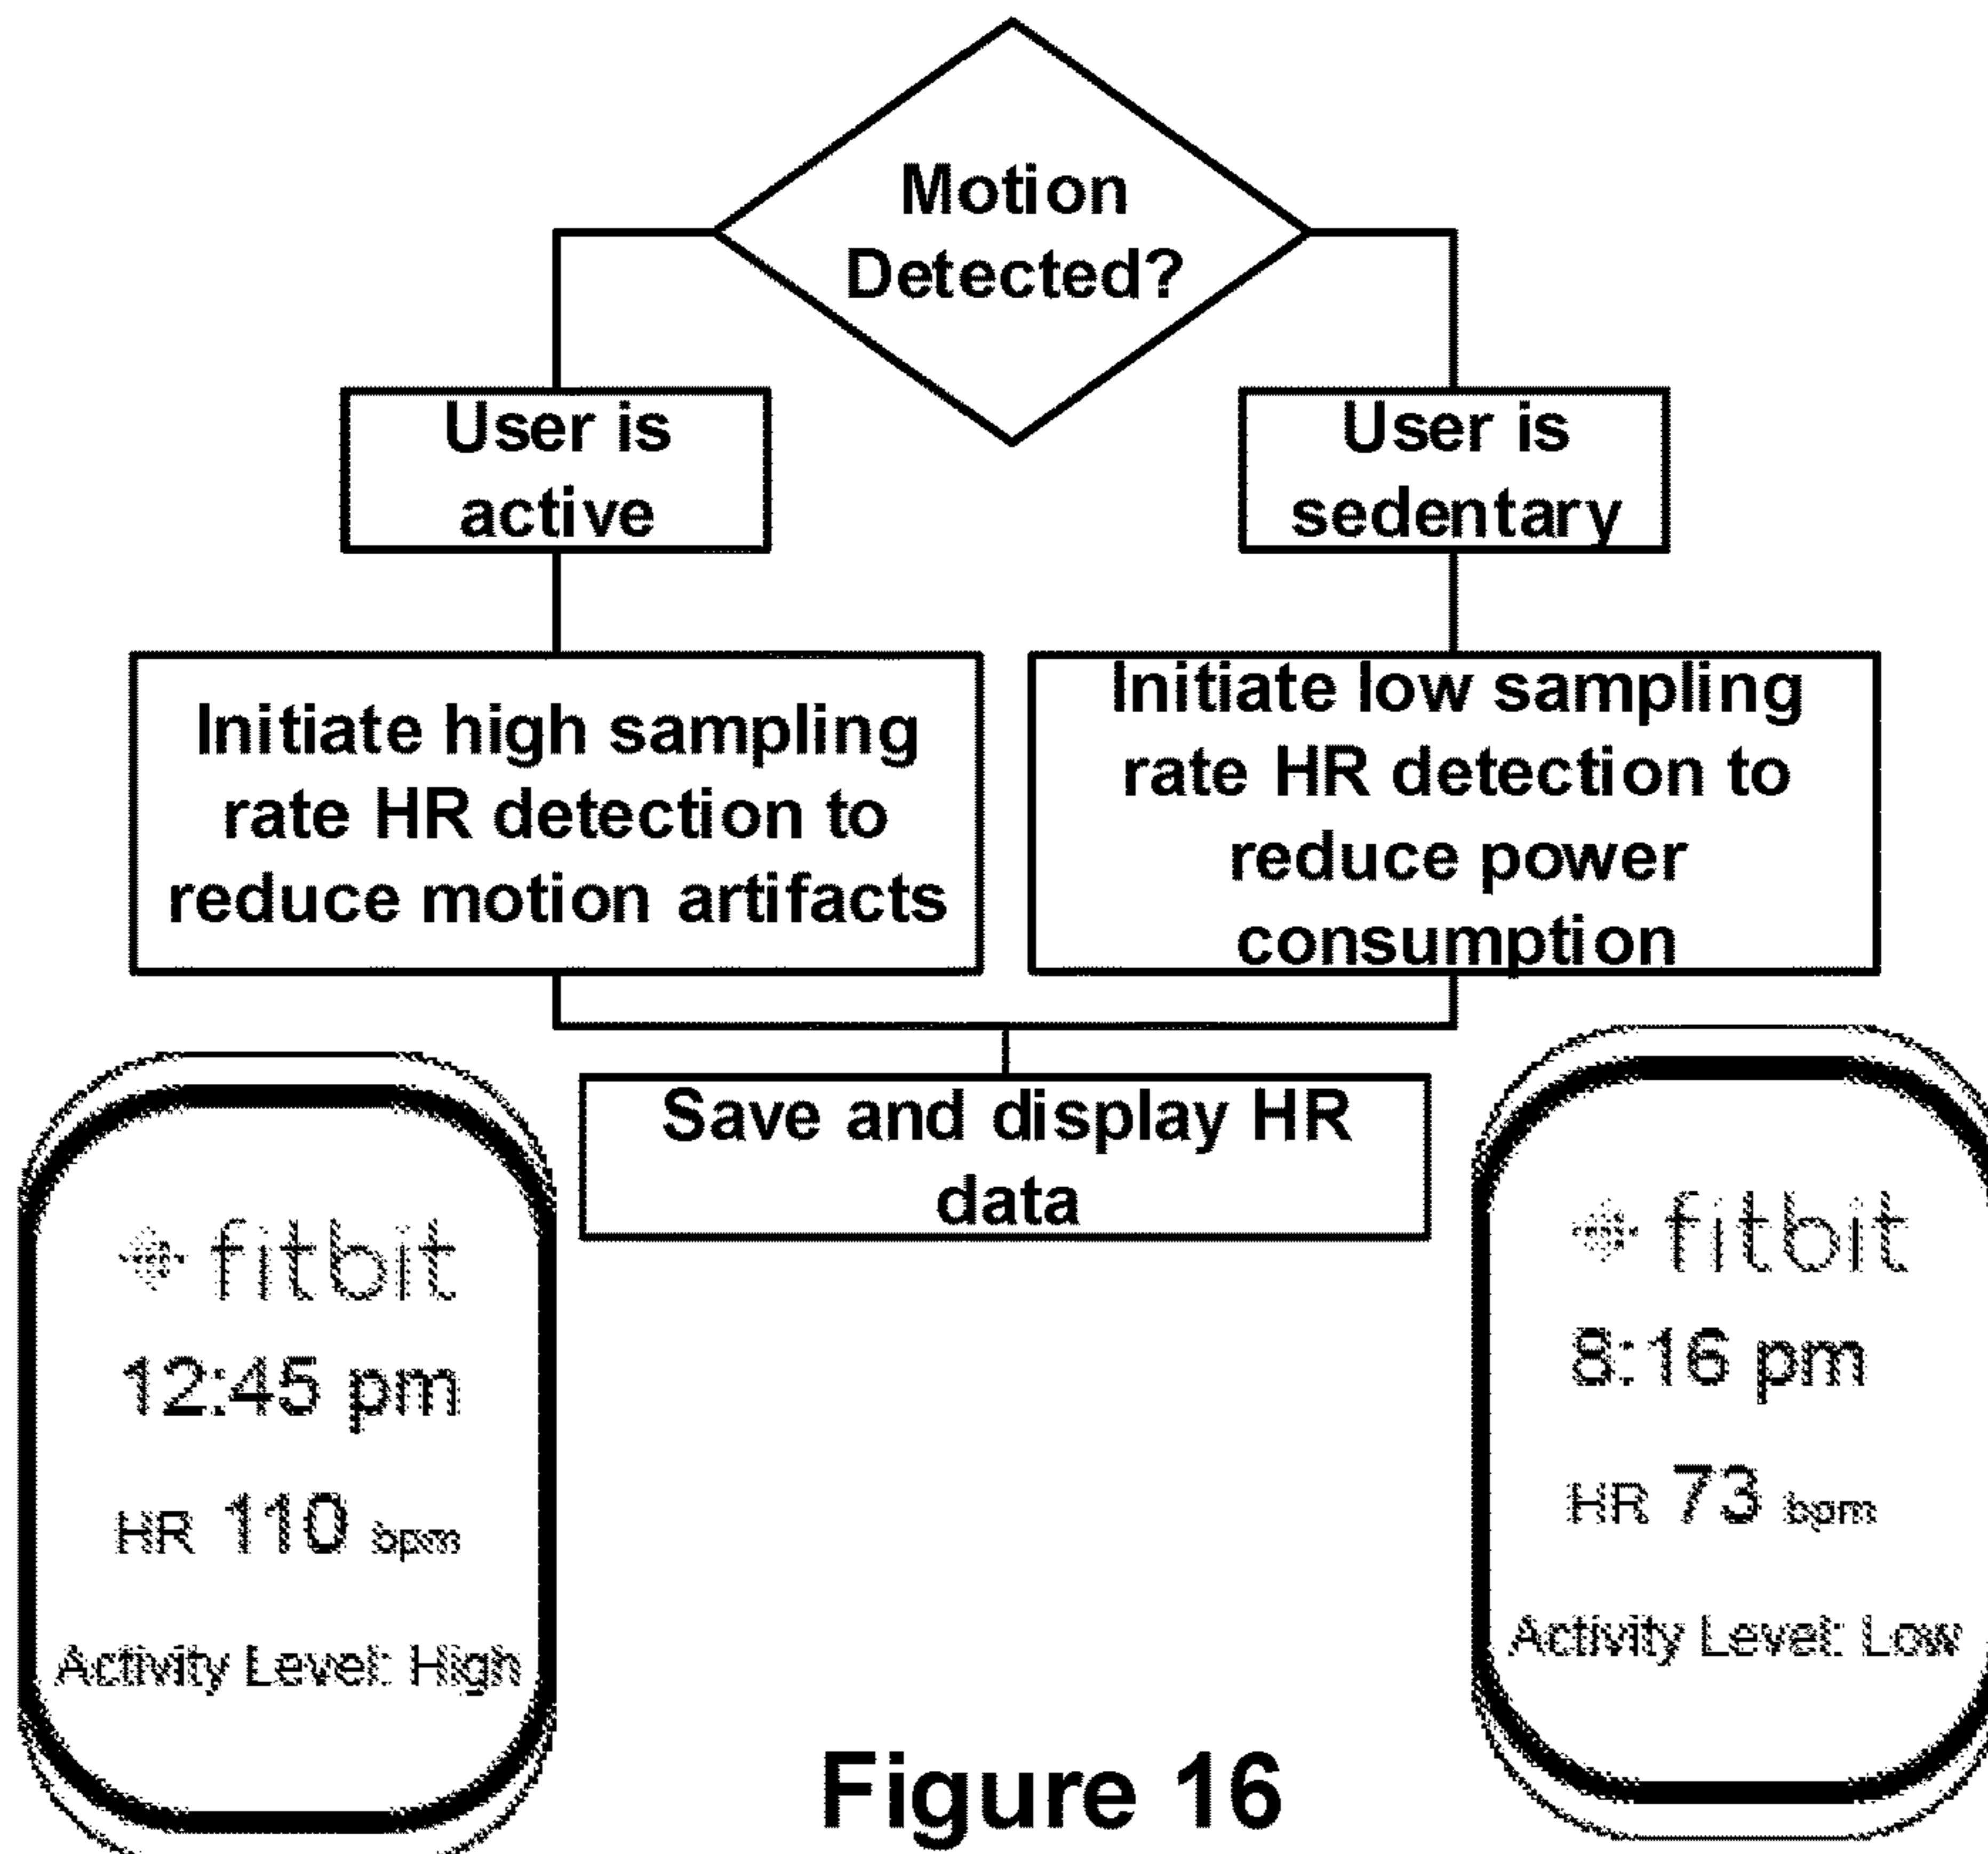 Motion
Detected?
User is
active
User is
sedentary
Initiate high sampling
rate HR detection to
reduce motion artifacts
Initiate low sampling
rate HR detection to
reduce power
consumption
Save and display HR
data
fitbit
12:45 pm
HR 110 bpm
Activity Level: High
fitbit
8:16 pm
HR 73 bpm
Activity Level: Low
Figure 16